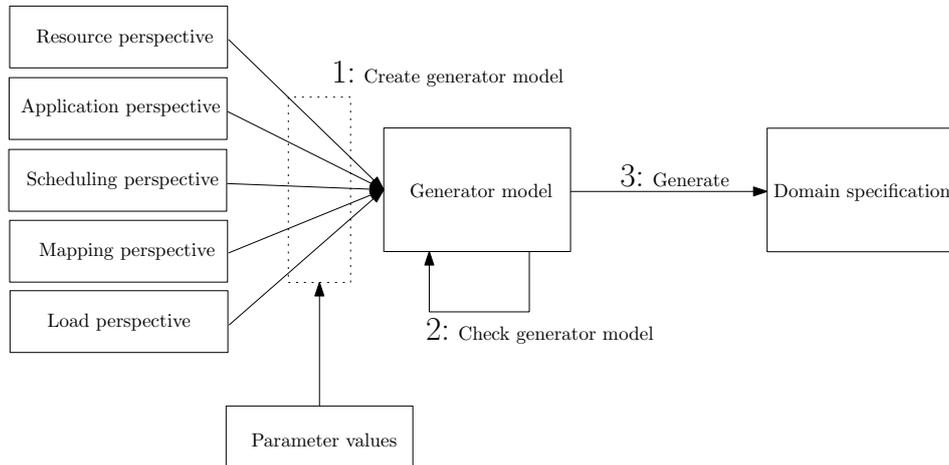 Resource perspective
1: Create generator model
Application perspective
Scheduling perspective
Generator model
3: Generate
Domain specification
Mapping perspective
Load perspective
2: Check generator model
Parameter values